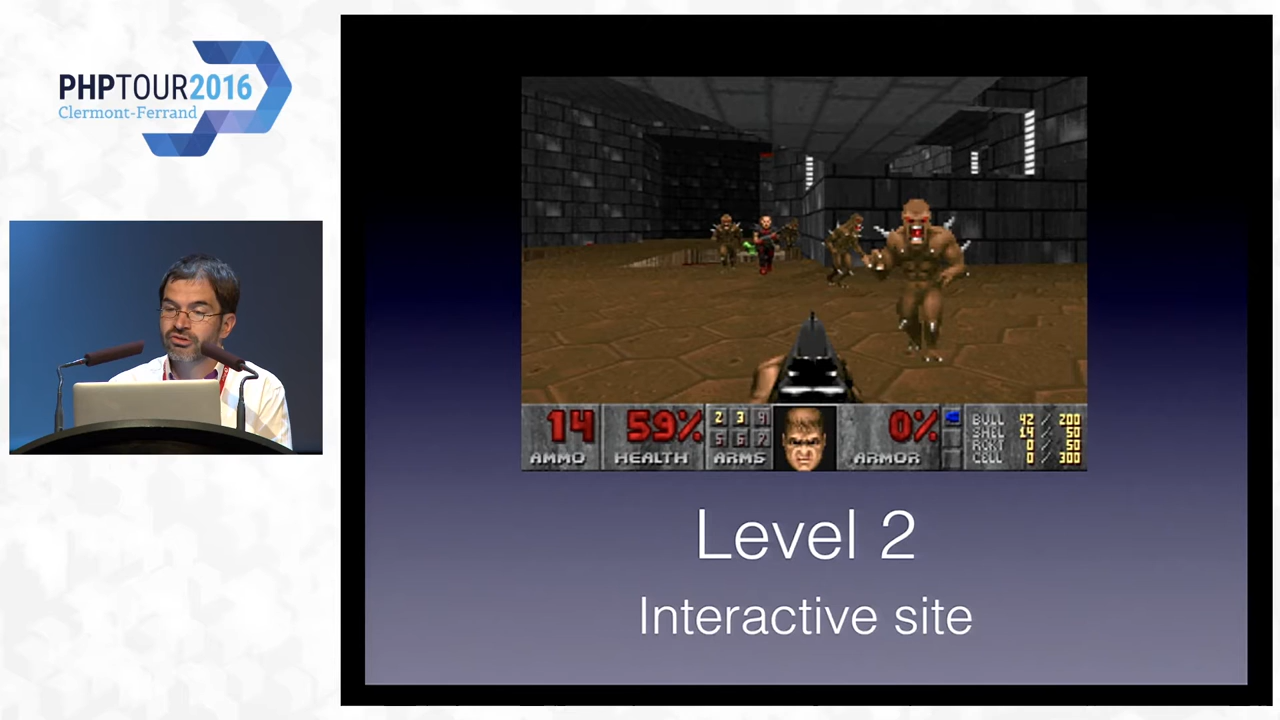 PHPTOUR2016
Clermont-Ferrand
14
AMMO
59%
HEALTH
2 3 4
5 6 7
ARMS
0%
ARMOR
BULL 42 / 200
SHEL 14 / 50
RCKT 0 / 50
CELL 0 / 300
Level 2
Interactive site